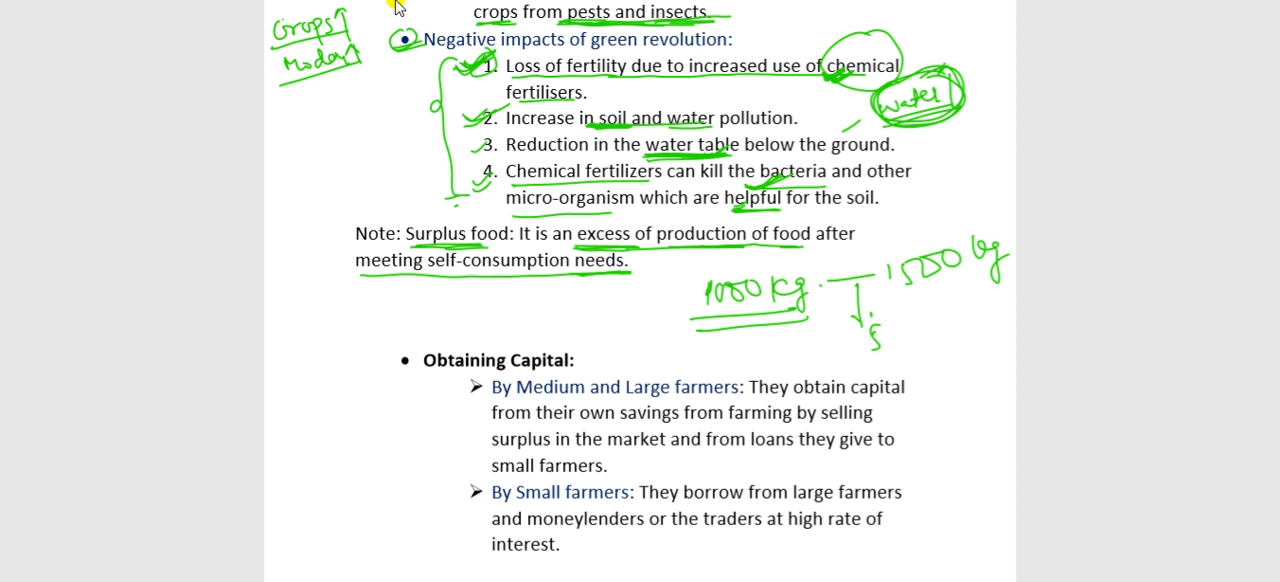 crops from pests and insects.
Crops↑
• Negative impacts of green revolution:
1. Loss of fertility due to increased use of chemical
fertilisers.
water
2. Increase in soil and water pollution.
3. Reduction in the water table below the ground.
4. Chemical fertilizers can kill the bacteria and other
micro-organism which are helpful for the soil.
Note: Surplus food: It is an excess of production of food after
meeting self-consumption needs.
1000 kg.
• Obtaining Capital:
➢ By Medium and Large farmers: They obtain capital
from their own savings from farming by selling
surplus in the market and from loans they give to
small farmers.
➢ By Small farmers: They borrow from large farmers
and moneylenders or the traders at high rate of
interest.